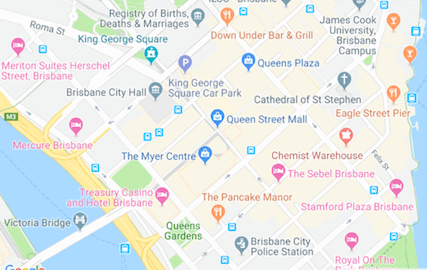 Registry of Births,
Deaths & Marriages
James Cook
University,
Brisbane
Campus
Roma St
King George Square
Down Under Bar & Grill
Meriton Suites Herschel
Street, Brisbane
Queens Plaza
King George
Square Car Park
Brisbane City Hall
Cathedral of St Stephen
Eagle Street Pier
M3
Queen Street Mall
Mercure Brisbane
The Myer Centre
Chemist Warehouse
Felix St
The Sebel Brisbane
Treasury Casino
and Hotel Brisbane
Stamford Plaza Brisbane
The Pancake Manor
Victoria Bridge
Queens
Gardens
Brisbane City
Police Station
Royal On The
Google